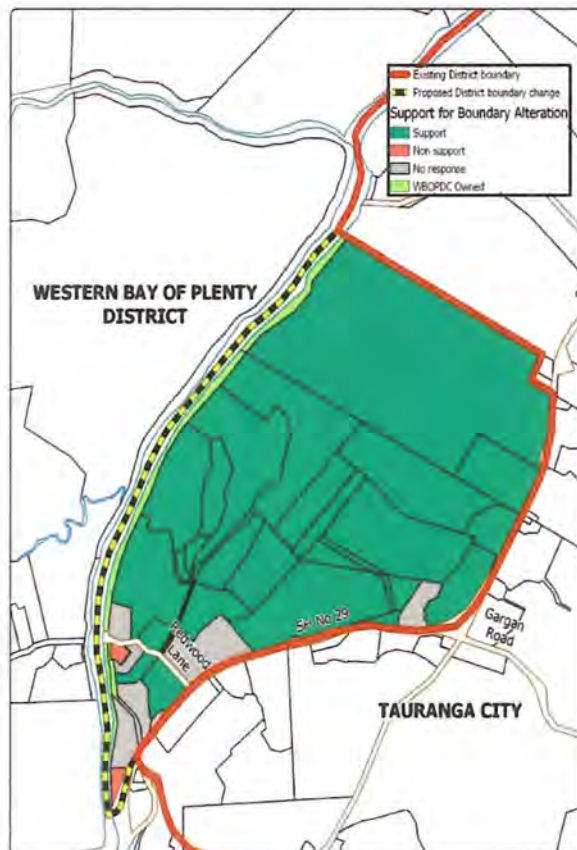 Existing District boundary
Proposed District boundary change
Support for Boundary Alteration
Support
Non support
No response
WBOPDC Owned
WESTERN BAY OF PLENTY
DISTRICT
SH No 29
Redwood
Lane
Gargan
Road
TAURANGA CITY